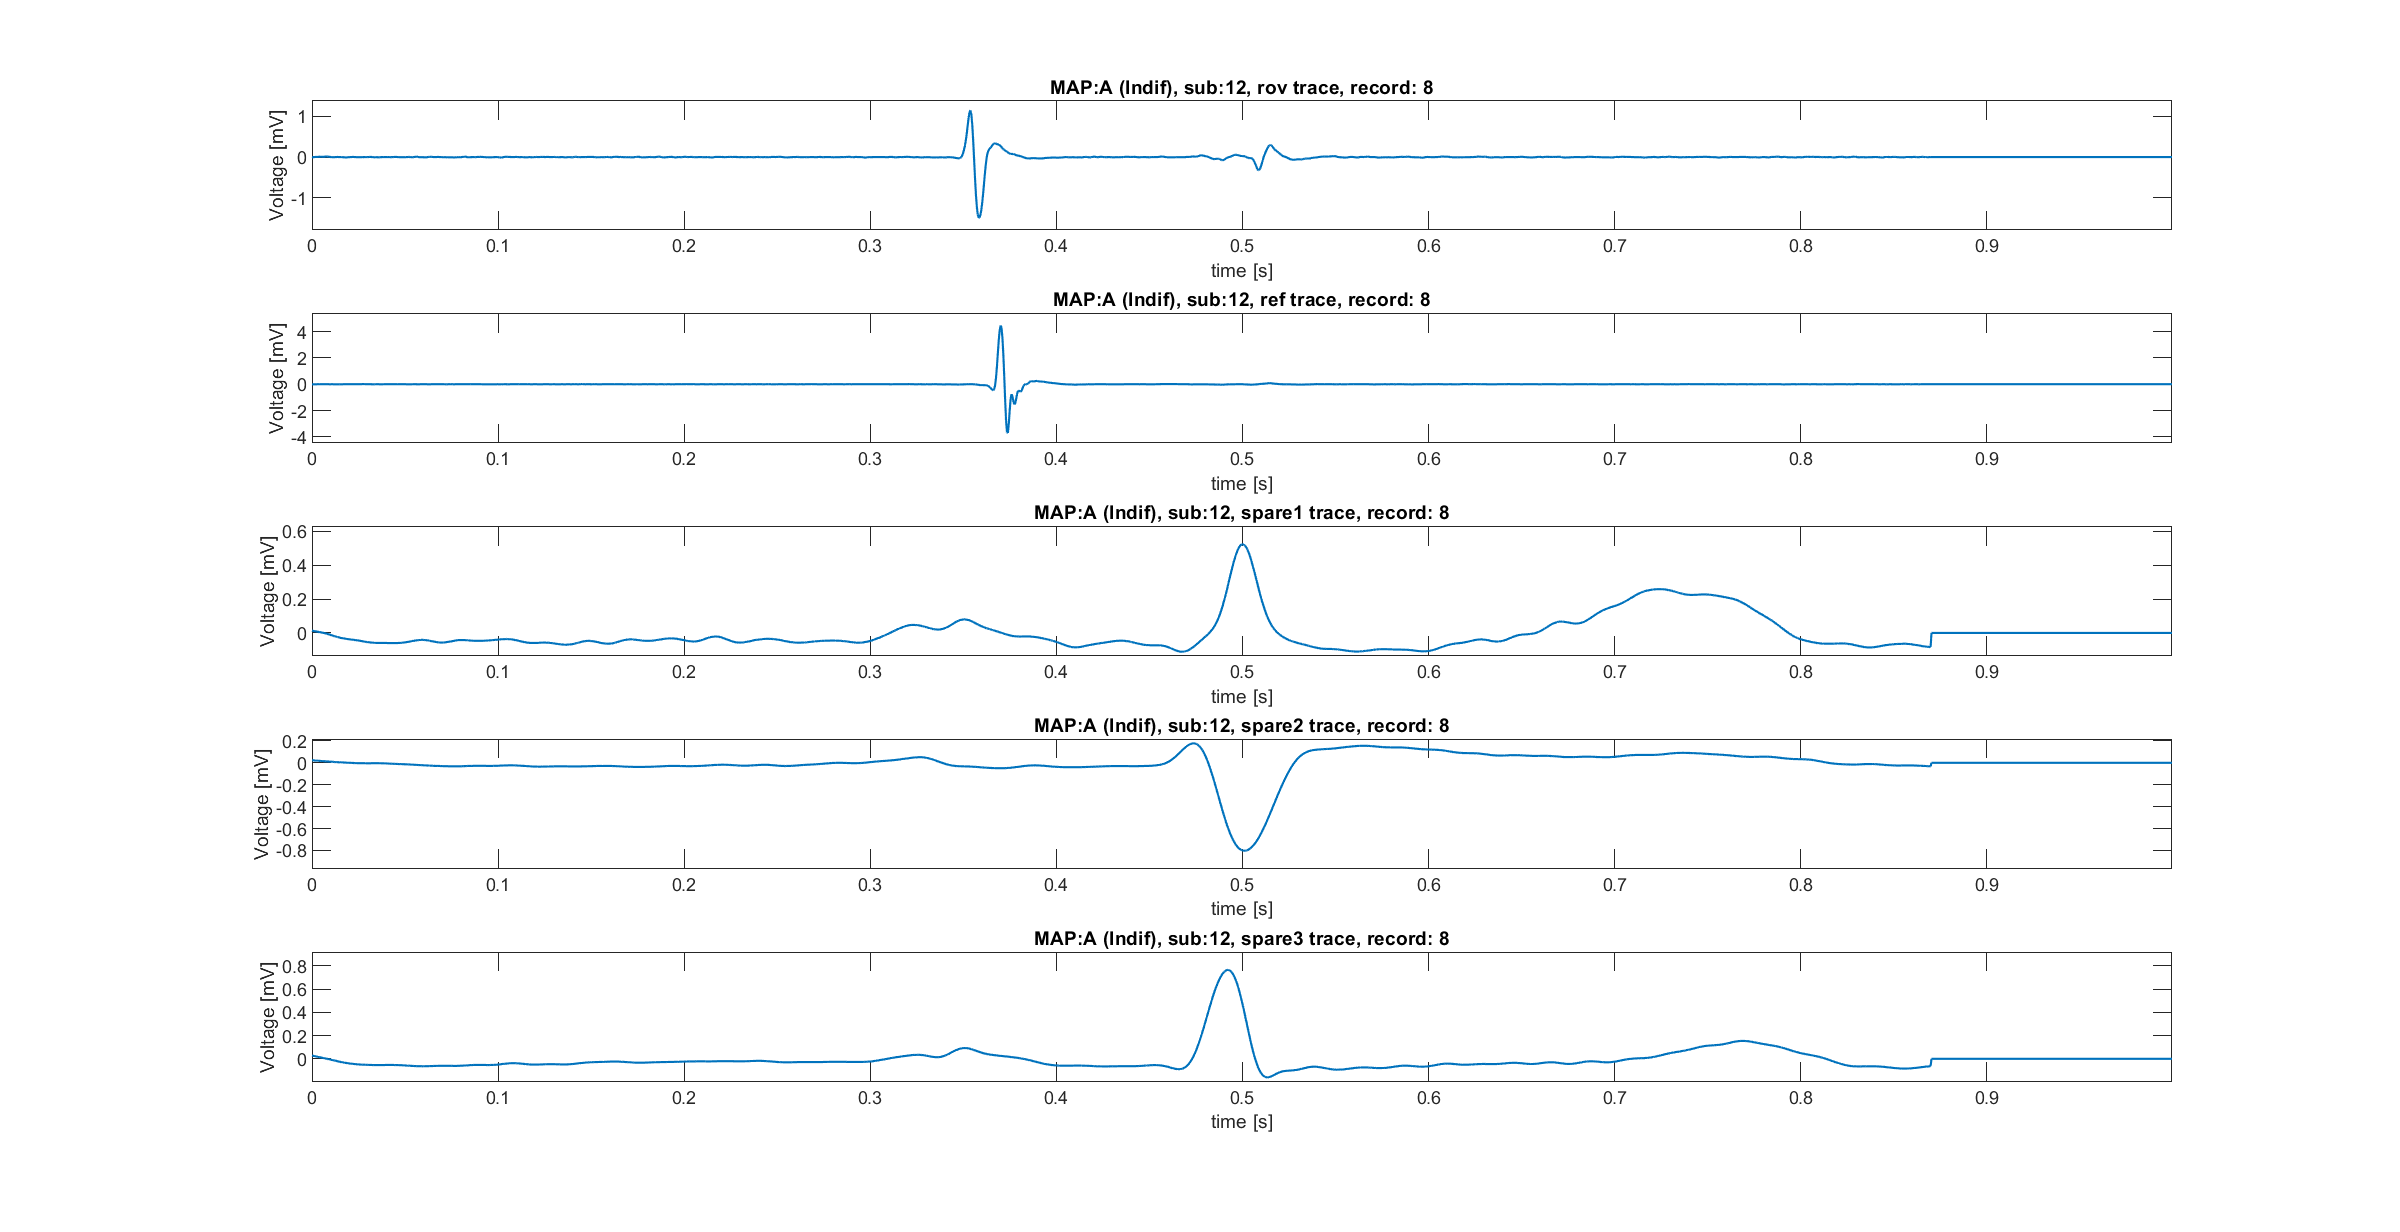 MAP:A (Indif), sub:12, rov trace, record: 8
Voltage [mV]
1
0
-1
0 0.1 0.2 0.3 0.4 0.5 0.6 0.7 0.8 0.9
time [s]
MAP:A (Indif), sub:12, ref trace, record: 8
Voltage [mV]
4
2
0
-2
-4
0 0.1 0.2 0.3 0.4 0.5 0.6 0.7 0.8 0.9
time [s]
MAP:A (Indif), sub:12, spare1 trace, record: 8
Voltage [mV]
0.6
0.4
0.2
0
0 0.1 0.2 0.3 0.4 0.5 0.6 0.7 0.8 0.9
time [s]
MAP:A (Indif), sub:12, spare2 trace, record: 8
Voltage [mV]
0.2
0
-0.2
-0.4
-0.6
-0.8
0 0.1 0.2 0.3 0.4 0.5 0.6 0.7 0.8 0.9
time [s]
MAP:A (Indif), sub:12, spare3 trace, record: 8
Voltage [mV]
0.8
0.6
0.4
0.2
0
0 0.1 0.2 0.3 0.4 0.5 0.6 0.7 0.8 0.9
time [s]